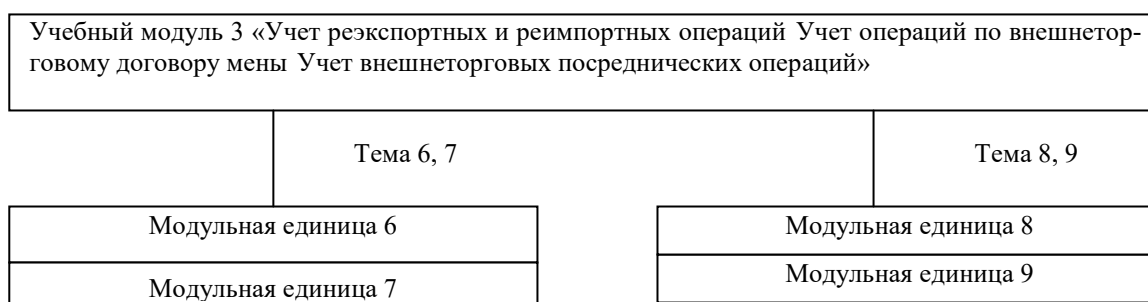 Учебный модуль 3 «Учет реэкспортных и реимпортных операций Учет операций по внешнетор-
говому договору мены Учет внешнеторговых посреднических операций»
Тема 6, 7
Тема 8, 9
Модульная единица 6
Модульная единица 8
Модульная единица 7
Модульная единица 9